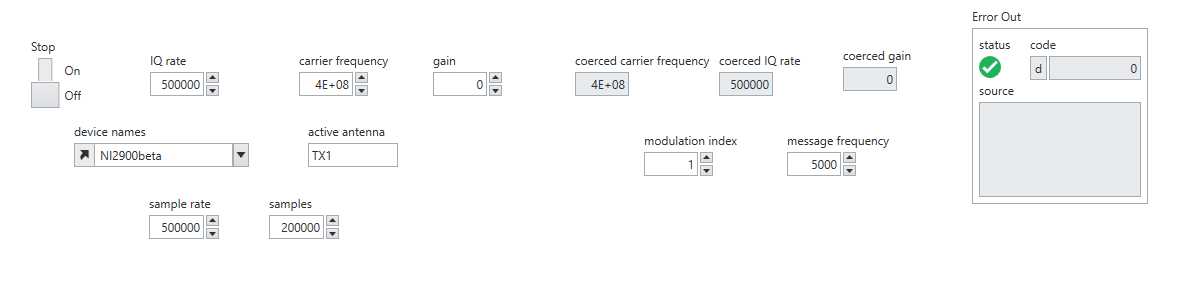 Error Out
Stop
On
Off
IQ rate
500000
carrier frequency
4E+08
gain
0
coerced carrier frequency
4E+08
coerced IQ rate
500000
coerced gain
0
status
code
d
0
source
device names
NI2900beta
active antenna
TX1
modulation index
1
message frequency
5000
sample rate
500000
samples
200000